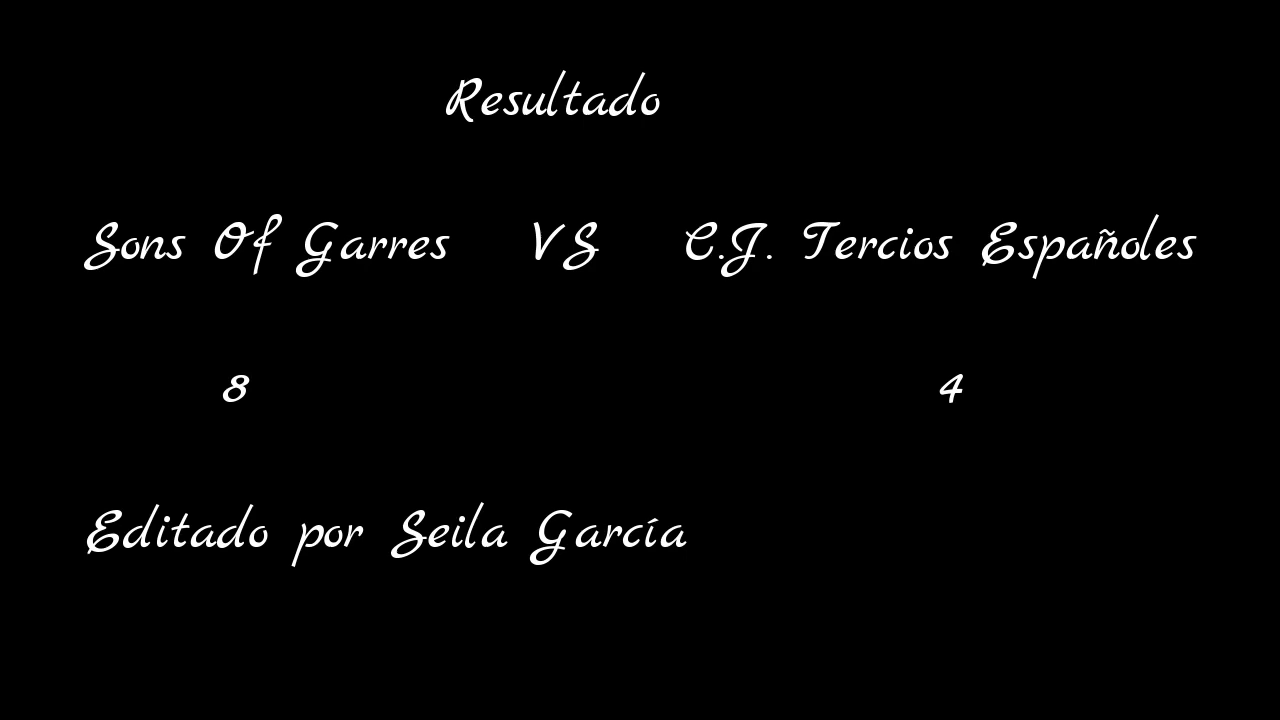 Resultado
Sons Of Garres VS C.J. Tercios Españoles
8 4
Editado por Seila García